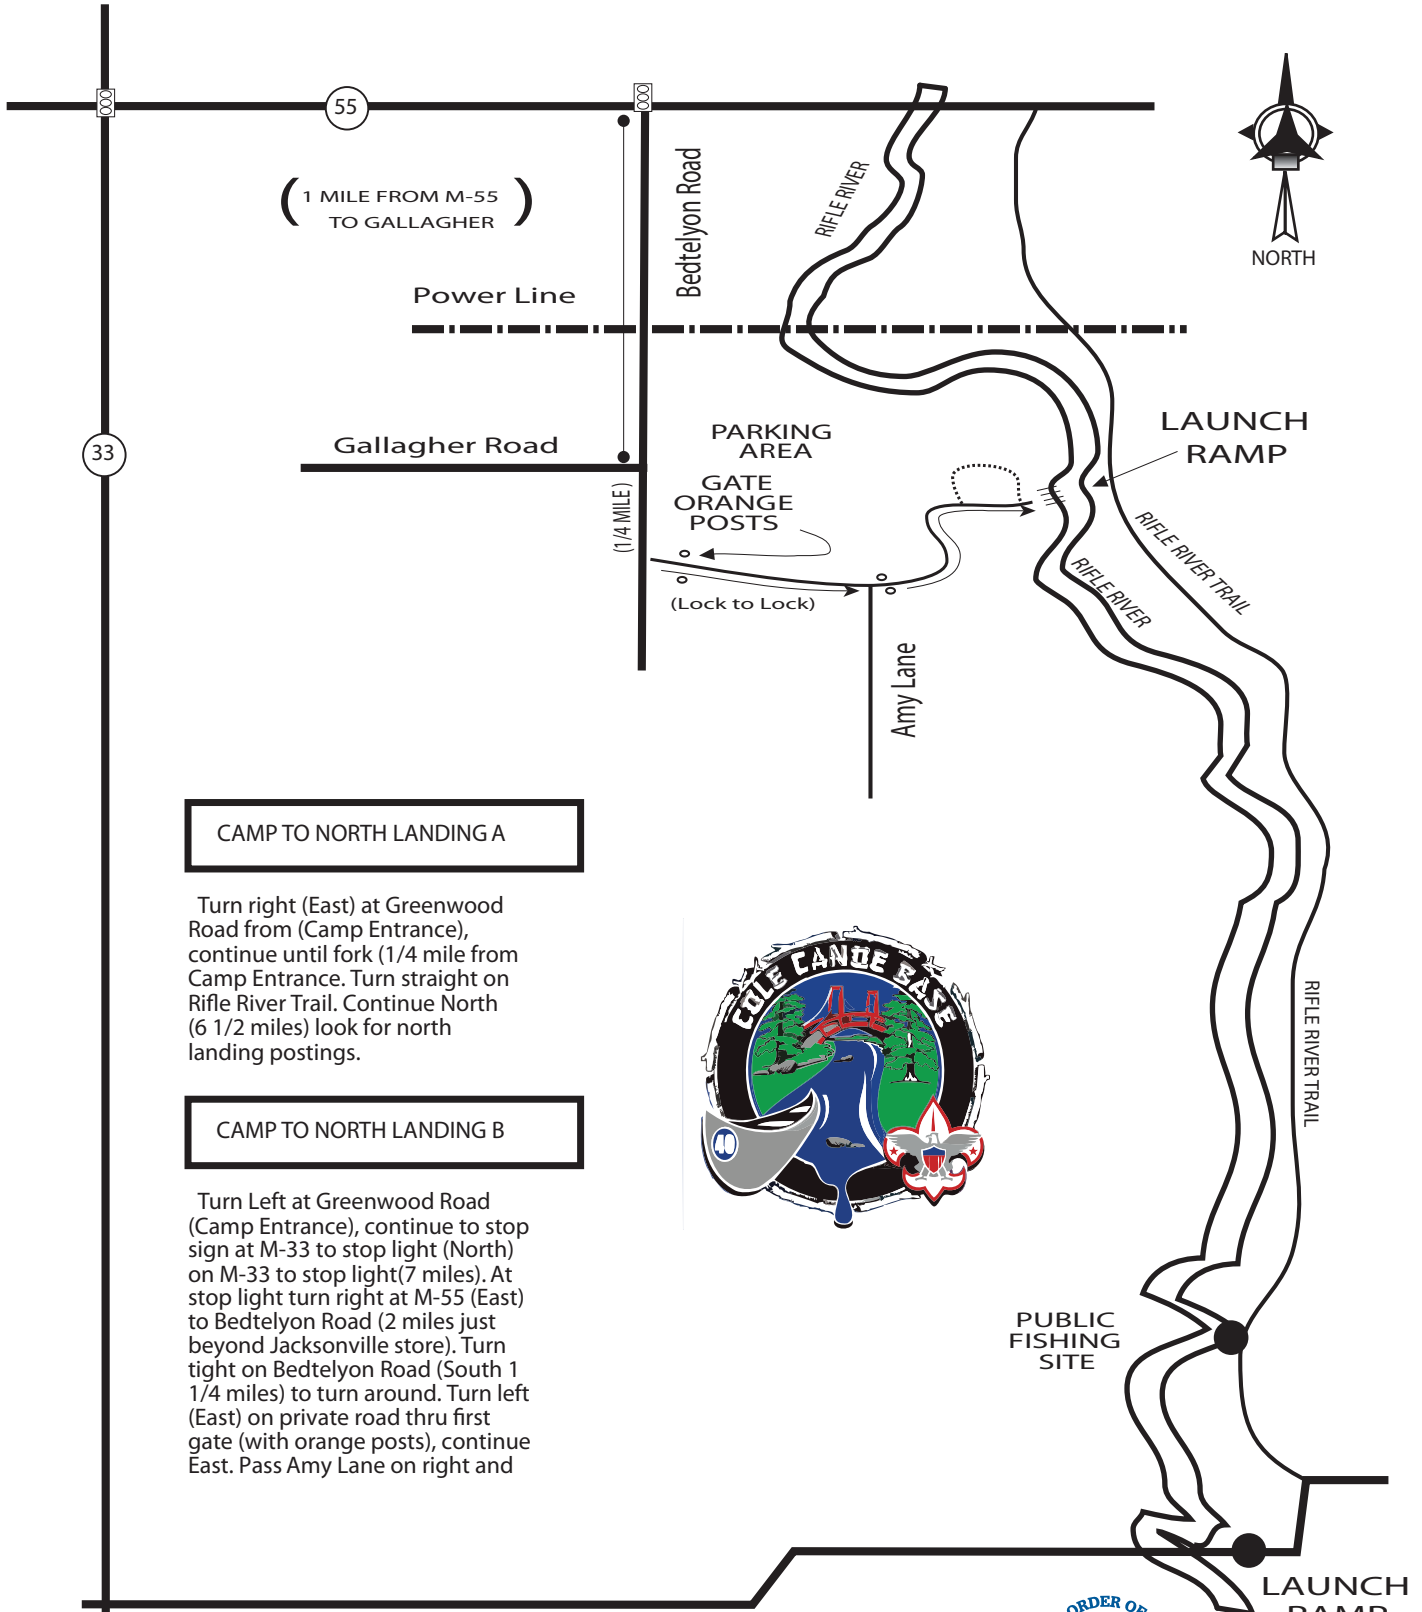 55
(1 MILE FROM M-55
TO GALLAGHER)
Bedtelyon Road
RIFLE RIVER
NORTH
Power Line
33
Gallagher Road
PARKING
AREA
LAUNCH
RAMP
GATE
ORANGE
POSTS
(1/4 MILE)
(Lock to Lock)
RIFLE RIVER TRAIL
RIFLE RIVER
Amy Lane
CAMP TO NORTH LANDING A
Turn right (East) at Greenwood
Road from (Camp Entrance),
continue until fork (1/4 mile from
Camp Entrance. Turn straight on
Rifle River Trail. Continue North
(6 1/2 miles) look for north
landing postings.
COLE CANOE BASE
40
RIFLE RIVER TRAIL
CAMP TO NORTH LANDING B
Turn Left at Greenwood Road
(Camp Entrance), continue to stop
sign at M-33 to stop light (North)
on M-33 to stop light(7 miles). At
stop light turn right at M-55 (East)
to Bedtelyon Road (2 miles just
beyond Jacksonville store). Turn
tight on Bedtelyon Road (South 1
1/4 miles) to turn around. Turn left
(East) on private road thru first
gate (with orange posts), continue
East. Pass Amy Lane on right and
PUBLIC
FISHING
SITE
LAUNCH
RAMP
ORDER OF